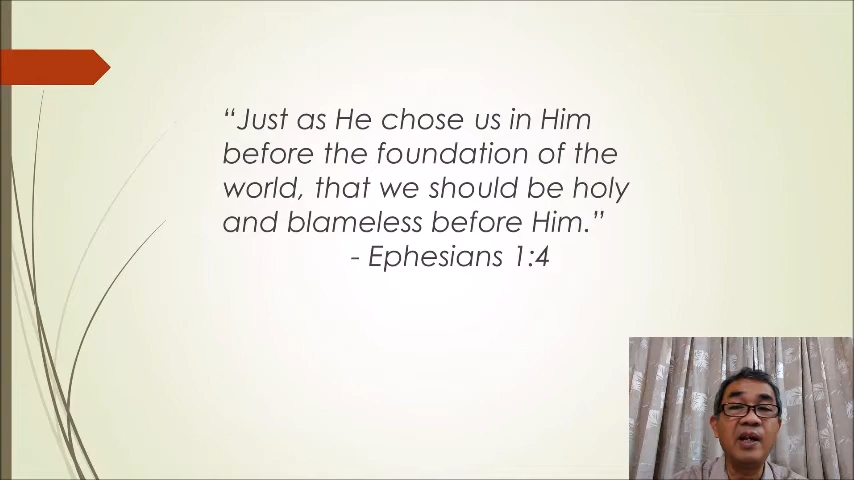 “Just as He chose us in Him
before the foundation of the
world, that we should be holy
and blameless before Him.”
- Ephesians 1:4